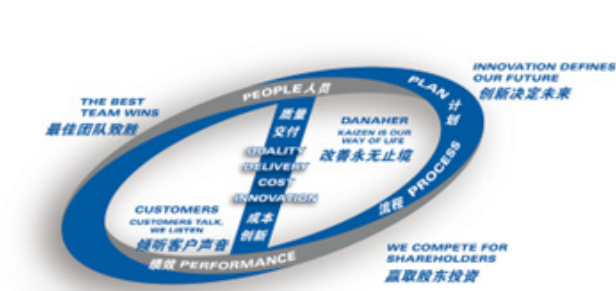 INNOVATION DEFINES
OUR FUTURE
创新决定未来
PEOPLE人员
PLAN 计划
THE BEST
TEAM WINS
最佳团队致胜
质量
交付
QUALITY
DELIVERY
COST
INNOVATION
成本
创新
DANAHER
KAIZEN IS OUR
WAY OF LIFE
改善永无止境
流程 PROCESS
CUSTOMERS
CUSTOMERS TALK,
WE LISTEN
倾听客户声音
绩效 PERFORMANCE
WE COMPETE FOR
SHAREHOLDERS
赢取股东投资